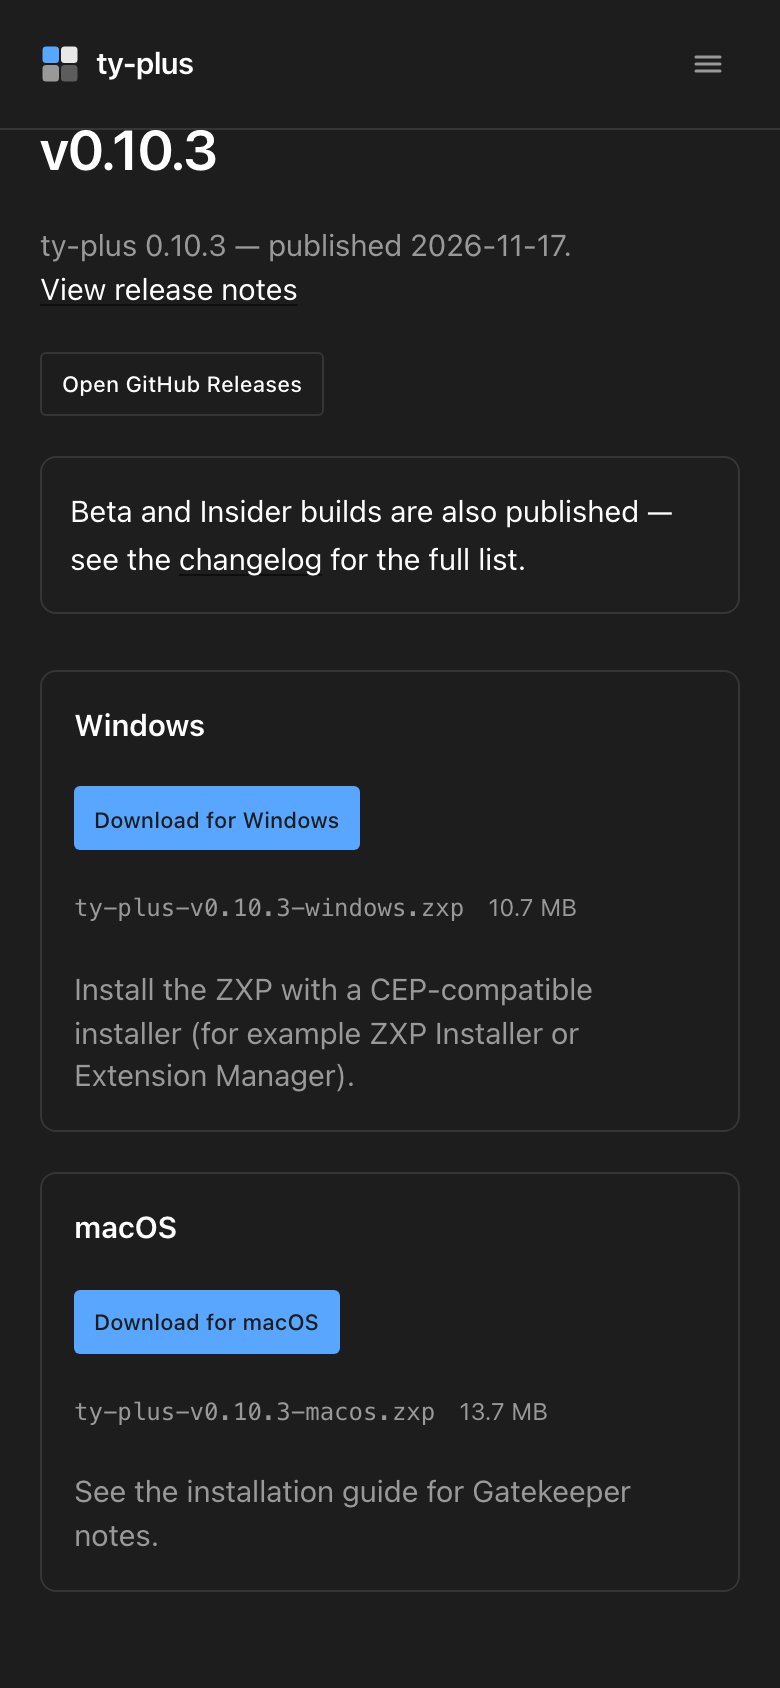 ty-plus
v0.10.3
ty-plus 0.10.3 — published 2026-11-17.
View release notes
Open GitHub Releases
Beta and Insider builds are also published —
see the changelog for the full list.
Windows
Download for Windows
ty-plus-v0.10.3-windows.zxp 10.7 MB
Install the ZXP with a CEP-compatible
installer (for example ZXP Installer or
Extension Manager).
macOS
Download for macOS
ty-plus-v0.10.3-macos.zxp 13.7 MB
See the installation guide for Gatekeeper
notes.